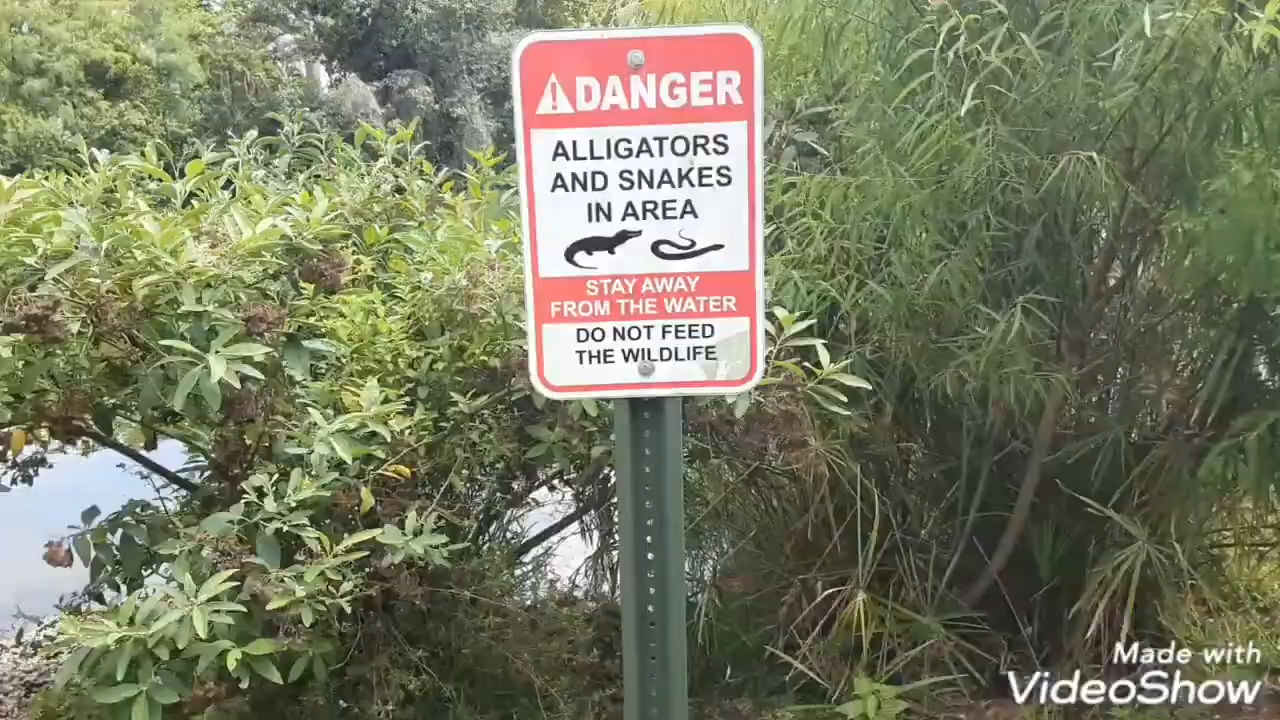 DANGER
ALLIGATORS
AND SNAKES
IN AREA
STAY AWAY
FROM THE WATER
DO NOT FEED
THE WILDLIFE
Made with
VideoShow